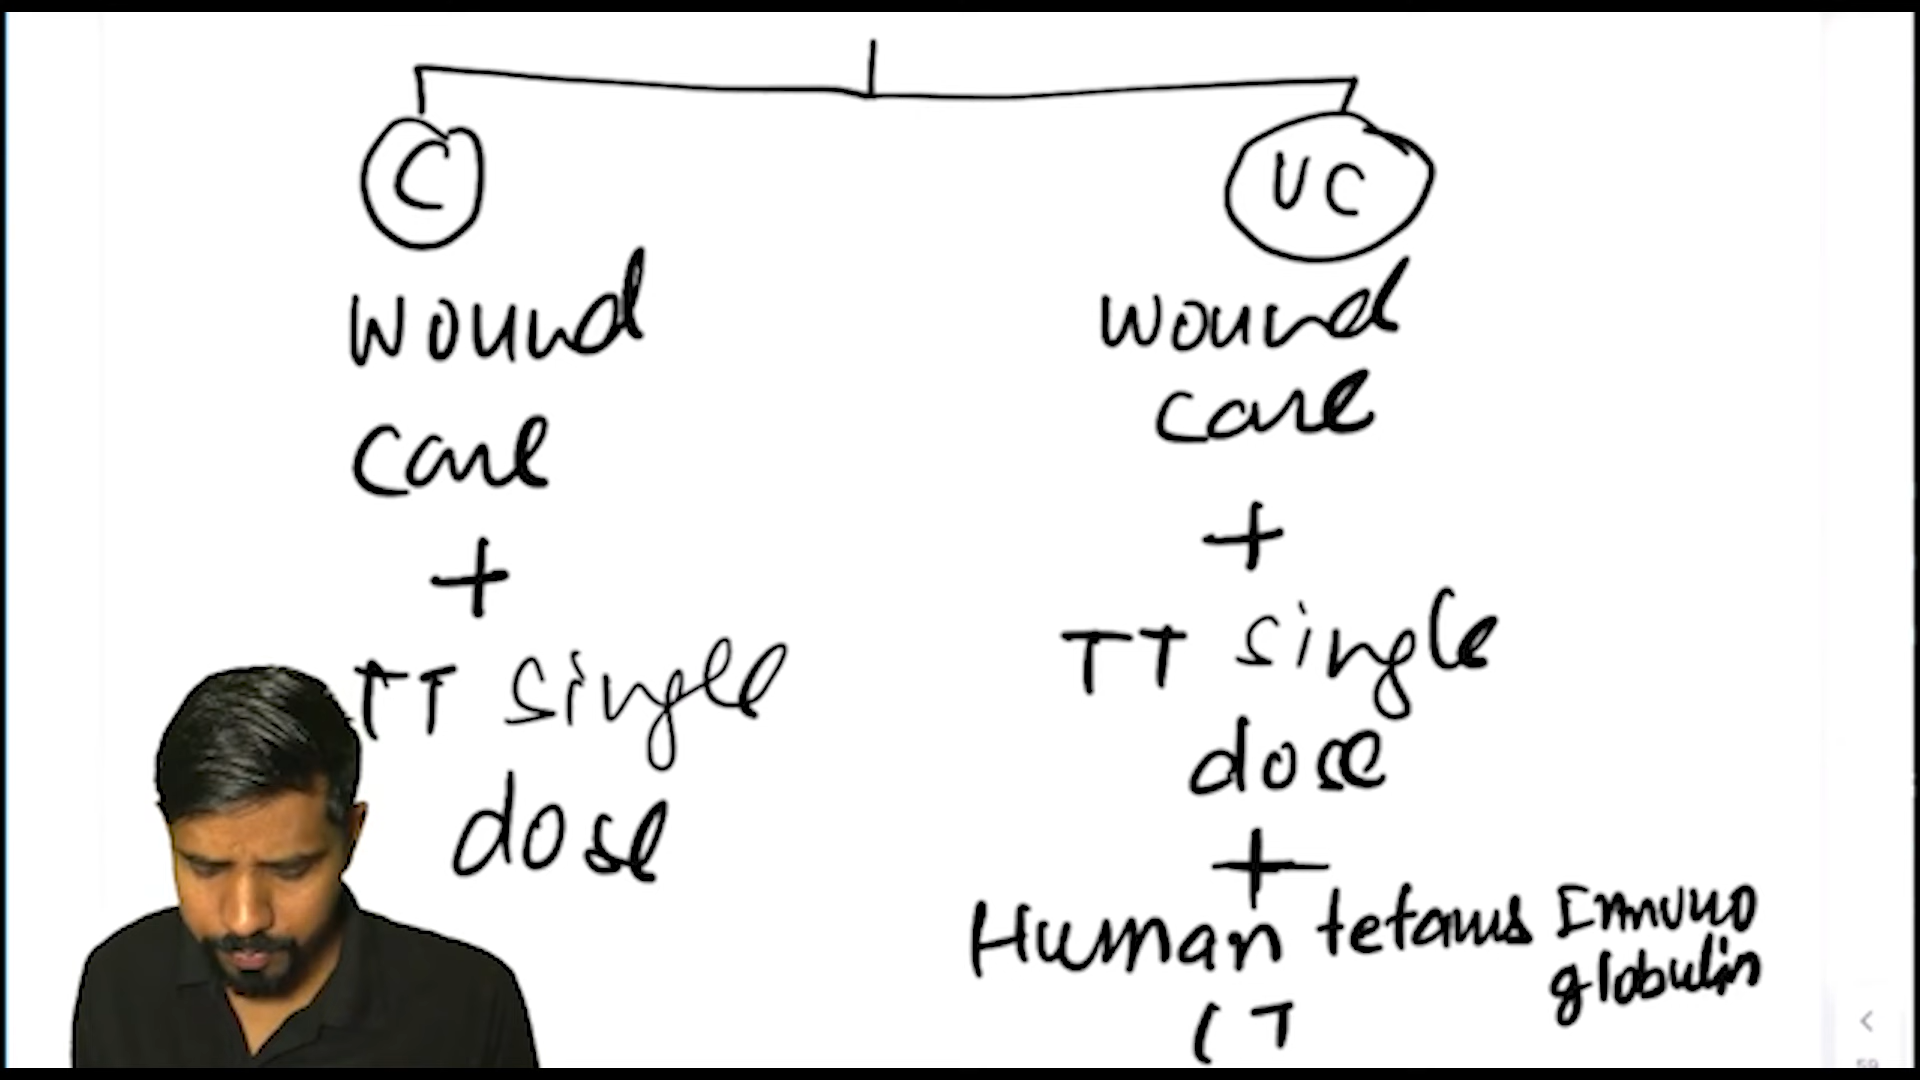 C
wound
care
+
TT single
dose
UC
wound
care
+
TT single
dose
+
Human tetanus Immuno
globulin
(T